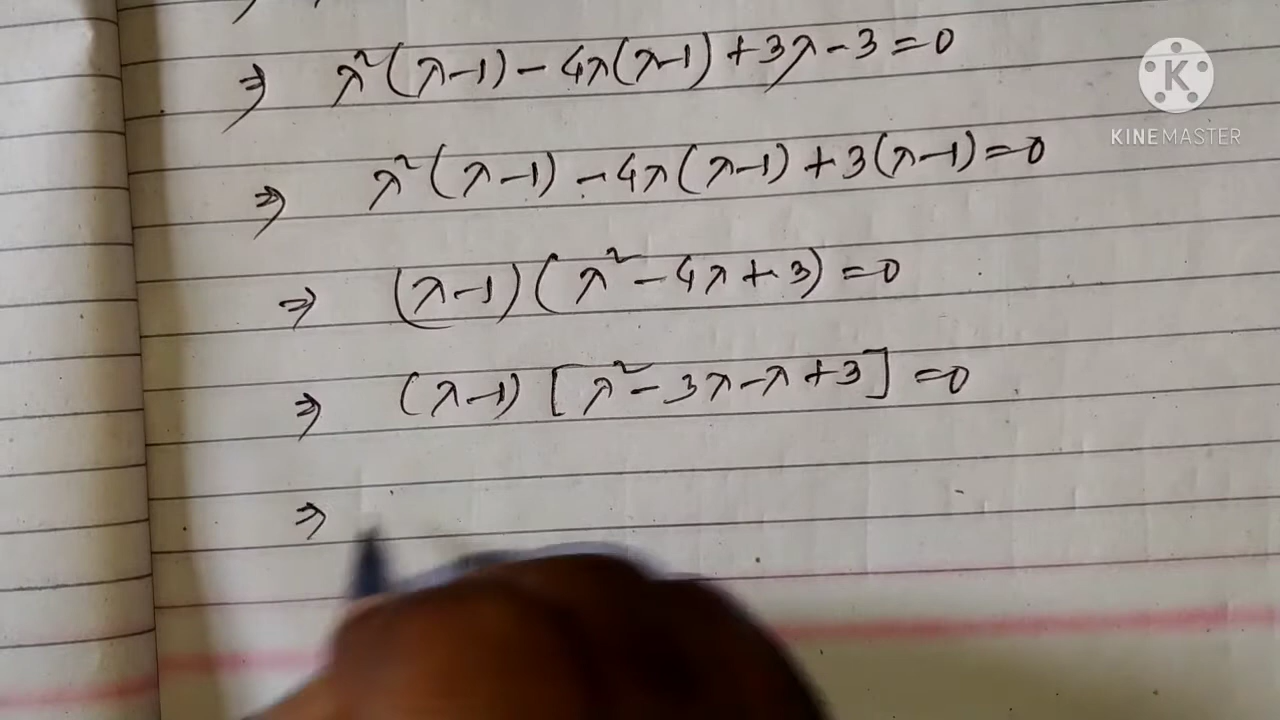 ⇒ λ²(λ-1) - 4λ(λ-1) + 3λ - 3 = 0
K
KINEMASTER
⇒ λ²(λ-1) - 4λ(λ-1) + 3(λ-1) = 0
⇒ (λ-1)(λ² - 4λ + 3) = 0
⇒ (λ-1)[λ² - 3λ - λ + 3] = 0
⇒